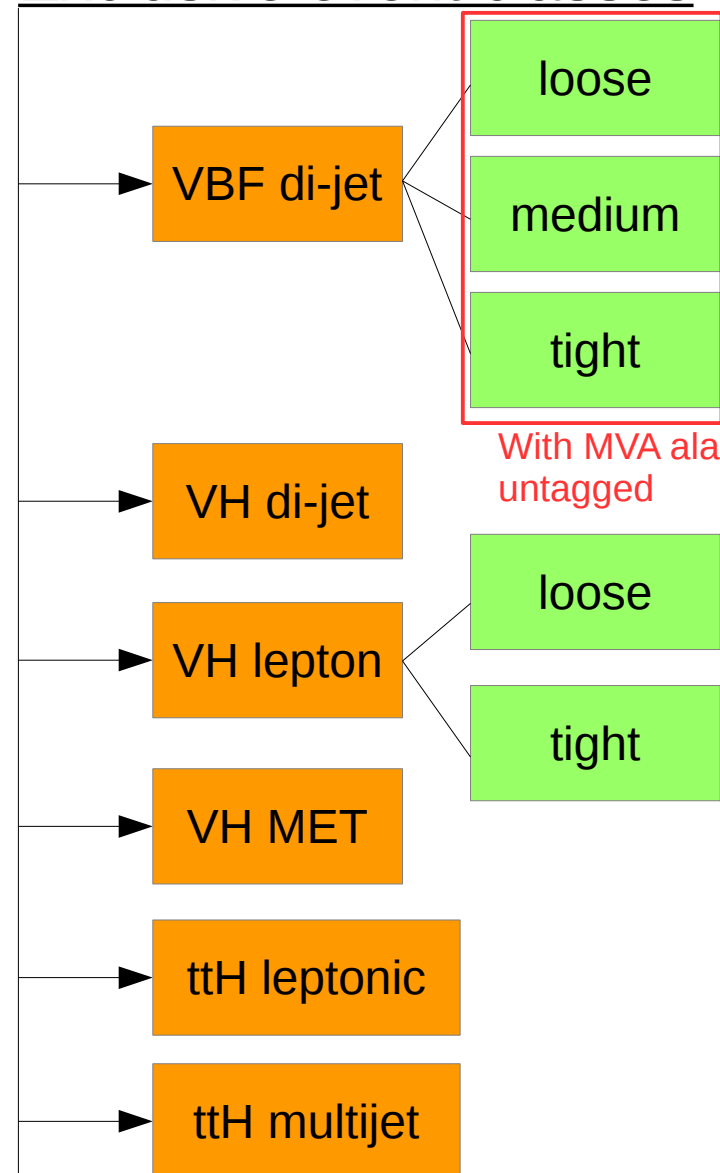 loose
VBF di-jet
medium
tight
With MVA ala
untagged
VH di-jet
loose
VH lepton
tight
VH MET
ttH leptonic
ttH multijet